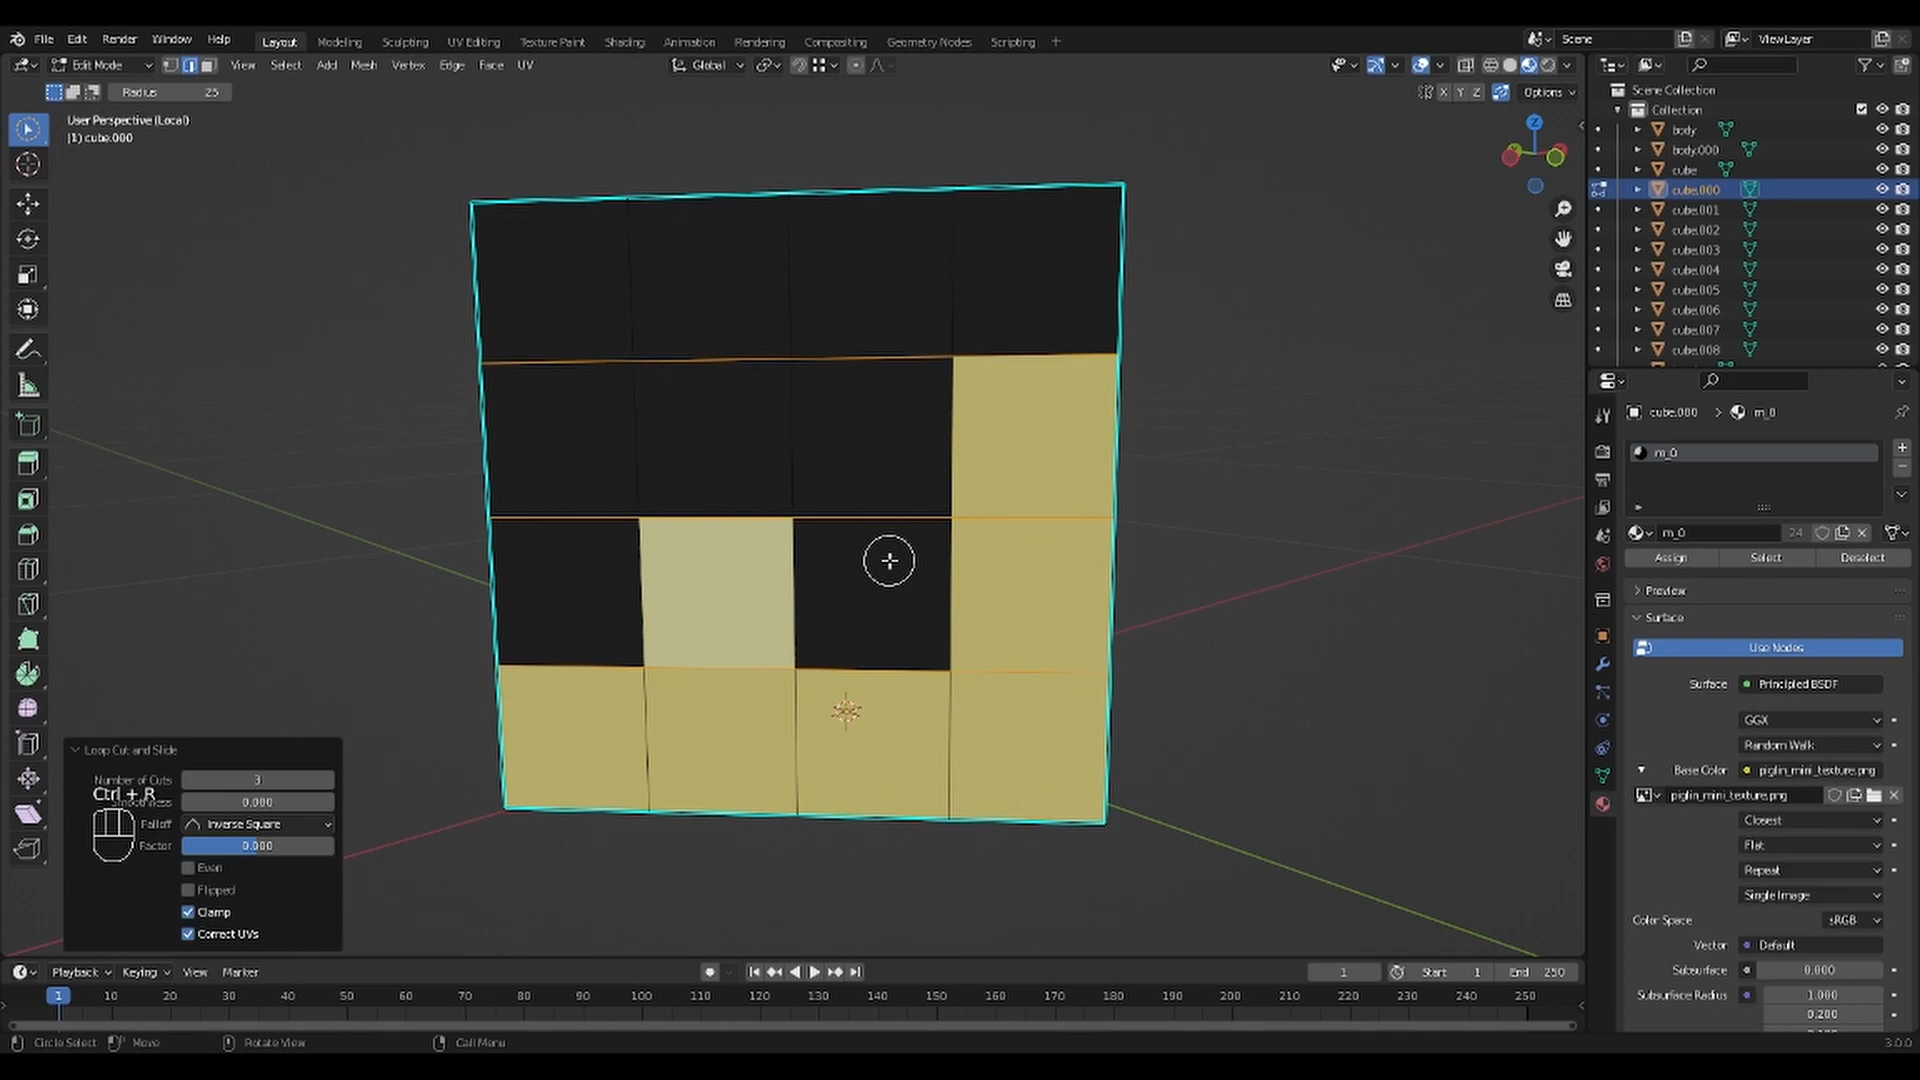 File Edit Render Window Help Layout Modeling Sculpting UV Editing Texture Paint Shading Animation Rendering Compositing Geometry Nodes Scripting + Scene ViewLayer
Edit Mode View Select Add Mesh Vertex Edge Face UV Global
Radius 25 X Y Z Options
User Perspective (Local)
(1) cube.000
Z
Scene Collection
Collection
body
body.000
cube
cube.000
cube.001
cube.002
cube.003
cube.004
cube.005
cube.006
cube.007
cube.008
cube.000 > m_0
m_0
m_0 24
Assign Select Deselect
Preview
Surface
Use Nodes
Surface Principled BSDF
GGX
Random Walk
Base Color piglin_mini_texture.png
piglin_mini_texture.png
Closest
Flat
Repeat
Single Image
Color Space sRGB
Vector Default
Subsurface 0.000
Subsurface Radius 1.000
0.200
Loop Cut and Slide
Number of Cuts 3
Ctrl + R
Smoothness 0.000
Falloff Inverse Square
Factor 0.000
Even
Flipped
Clamp
Correct UVs
Playback Keying View Marker 1 Start 1 End 250
1 10 20 30 40 50 60 70 80 90 100 110 120 130 140 150 160 170 180 190 200 210 220 230 240 250
Circle Select Move Rotate View Call Menu 3.0.0